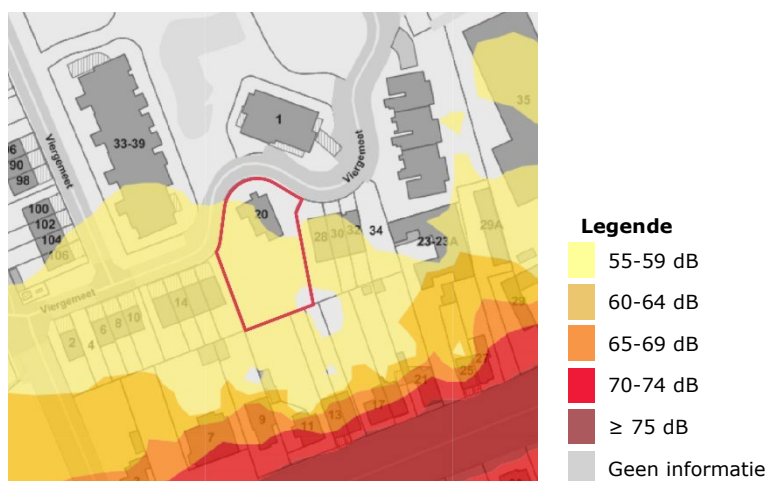 35
1
33-39
Viergemeet
Viergemeet
90
98
100
102
104
106
20
28 30 32 34
23-23A
29A
29
Viergemeet
14
10
8
6
4
2
27
25
21
17
13
11
9
7
Legende
55-59 dB
60-64 dB
65-69 dB
70-74 dB
≥ 75 dB
Geen informatie